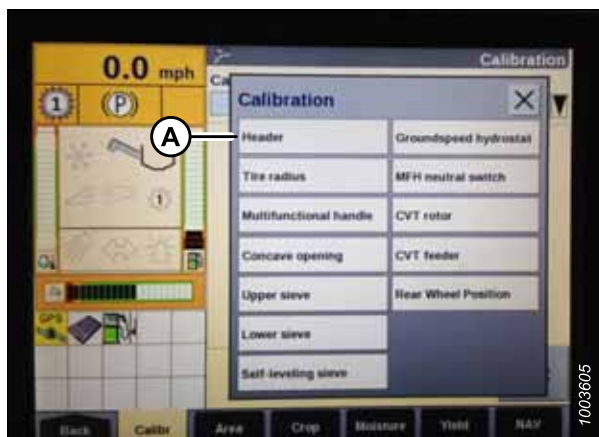 0.0 mph
Calibration
1
(P)
Ca
Calibration
A
Header
Groundspeed hydrostat
Tire radius
MFH neutral switch
1
Multifunctional handle
CVT rotor
Concave opening
CVT feeder
Upper sieve
Rear Wheel Position
GPS
Lower sieve
Self-leveling sieve
Back
Calibr
Area
Crop
Moisture
Yield
NAV
1003605